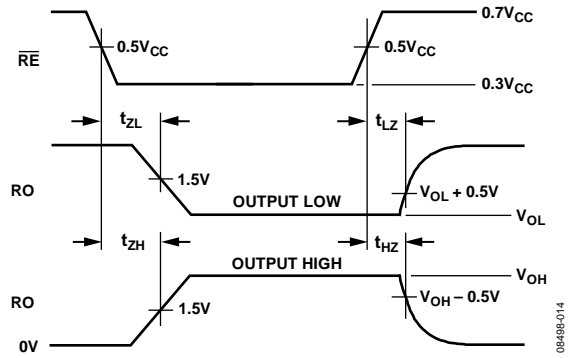 0.7VCC
RE
0.5VCC
0.5VCC
0.3VCC
tZL
tLZ
RO
1.5V
OUTPUT LOW
VOL + 0.5V
VOL
tZH
tHZ
OUTPUT HIGH
VOH
RO
1.5V
VOH – 0.5V
0V
08498-014